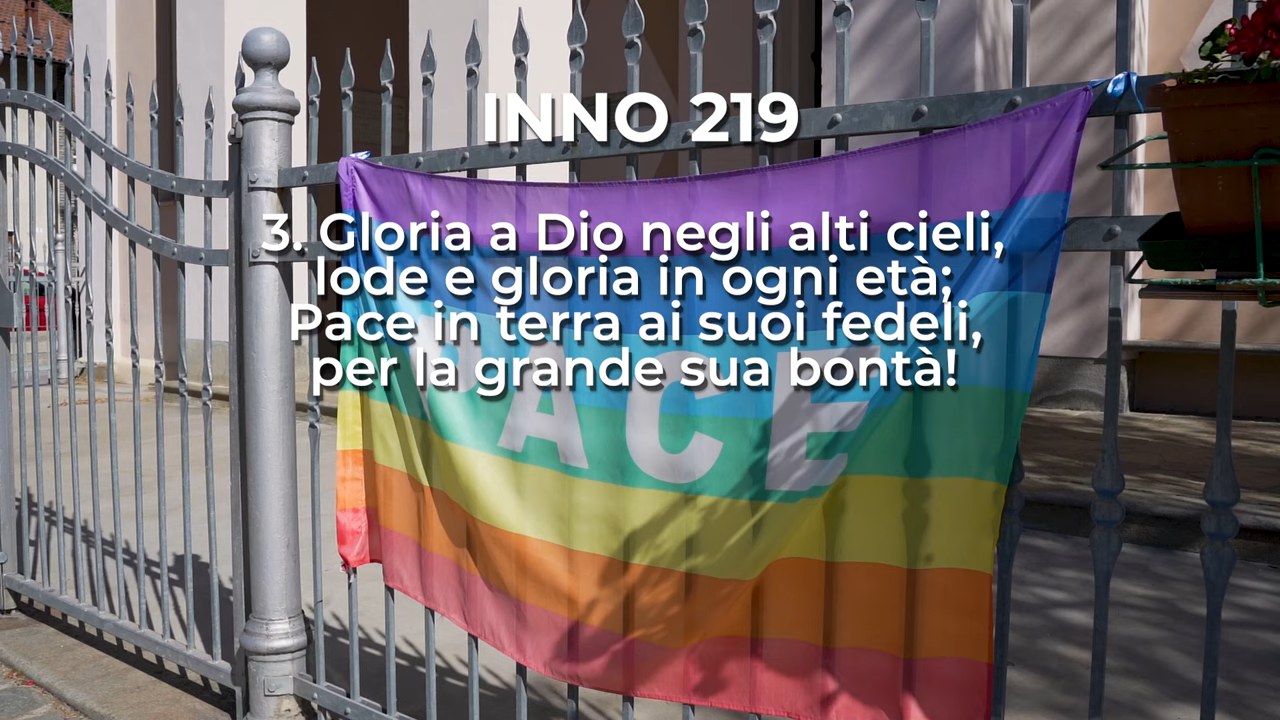 INNO 219
3. Gloria a Dio negli alti cieli,
lode e gloria in ogni età;
Pace in terra ai suoi fedeli,
per la grande sua bontà!
PACE